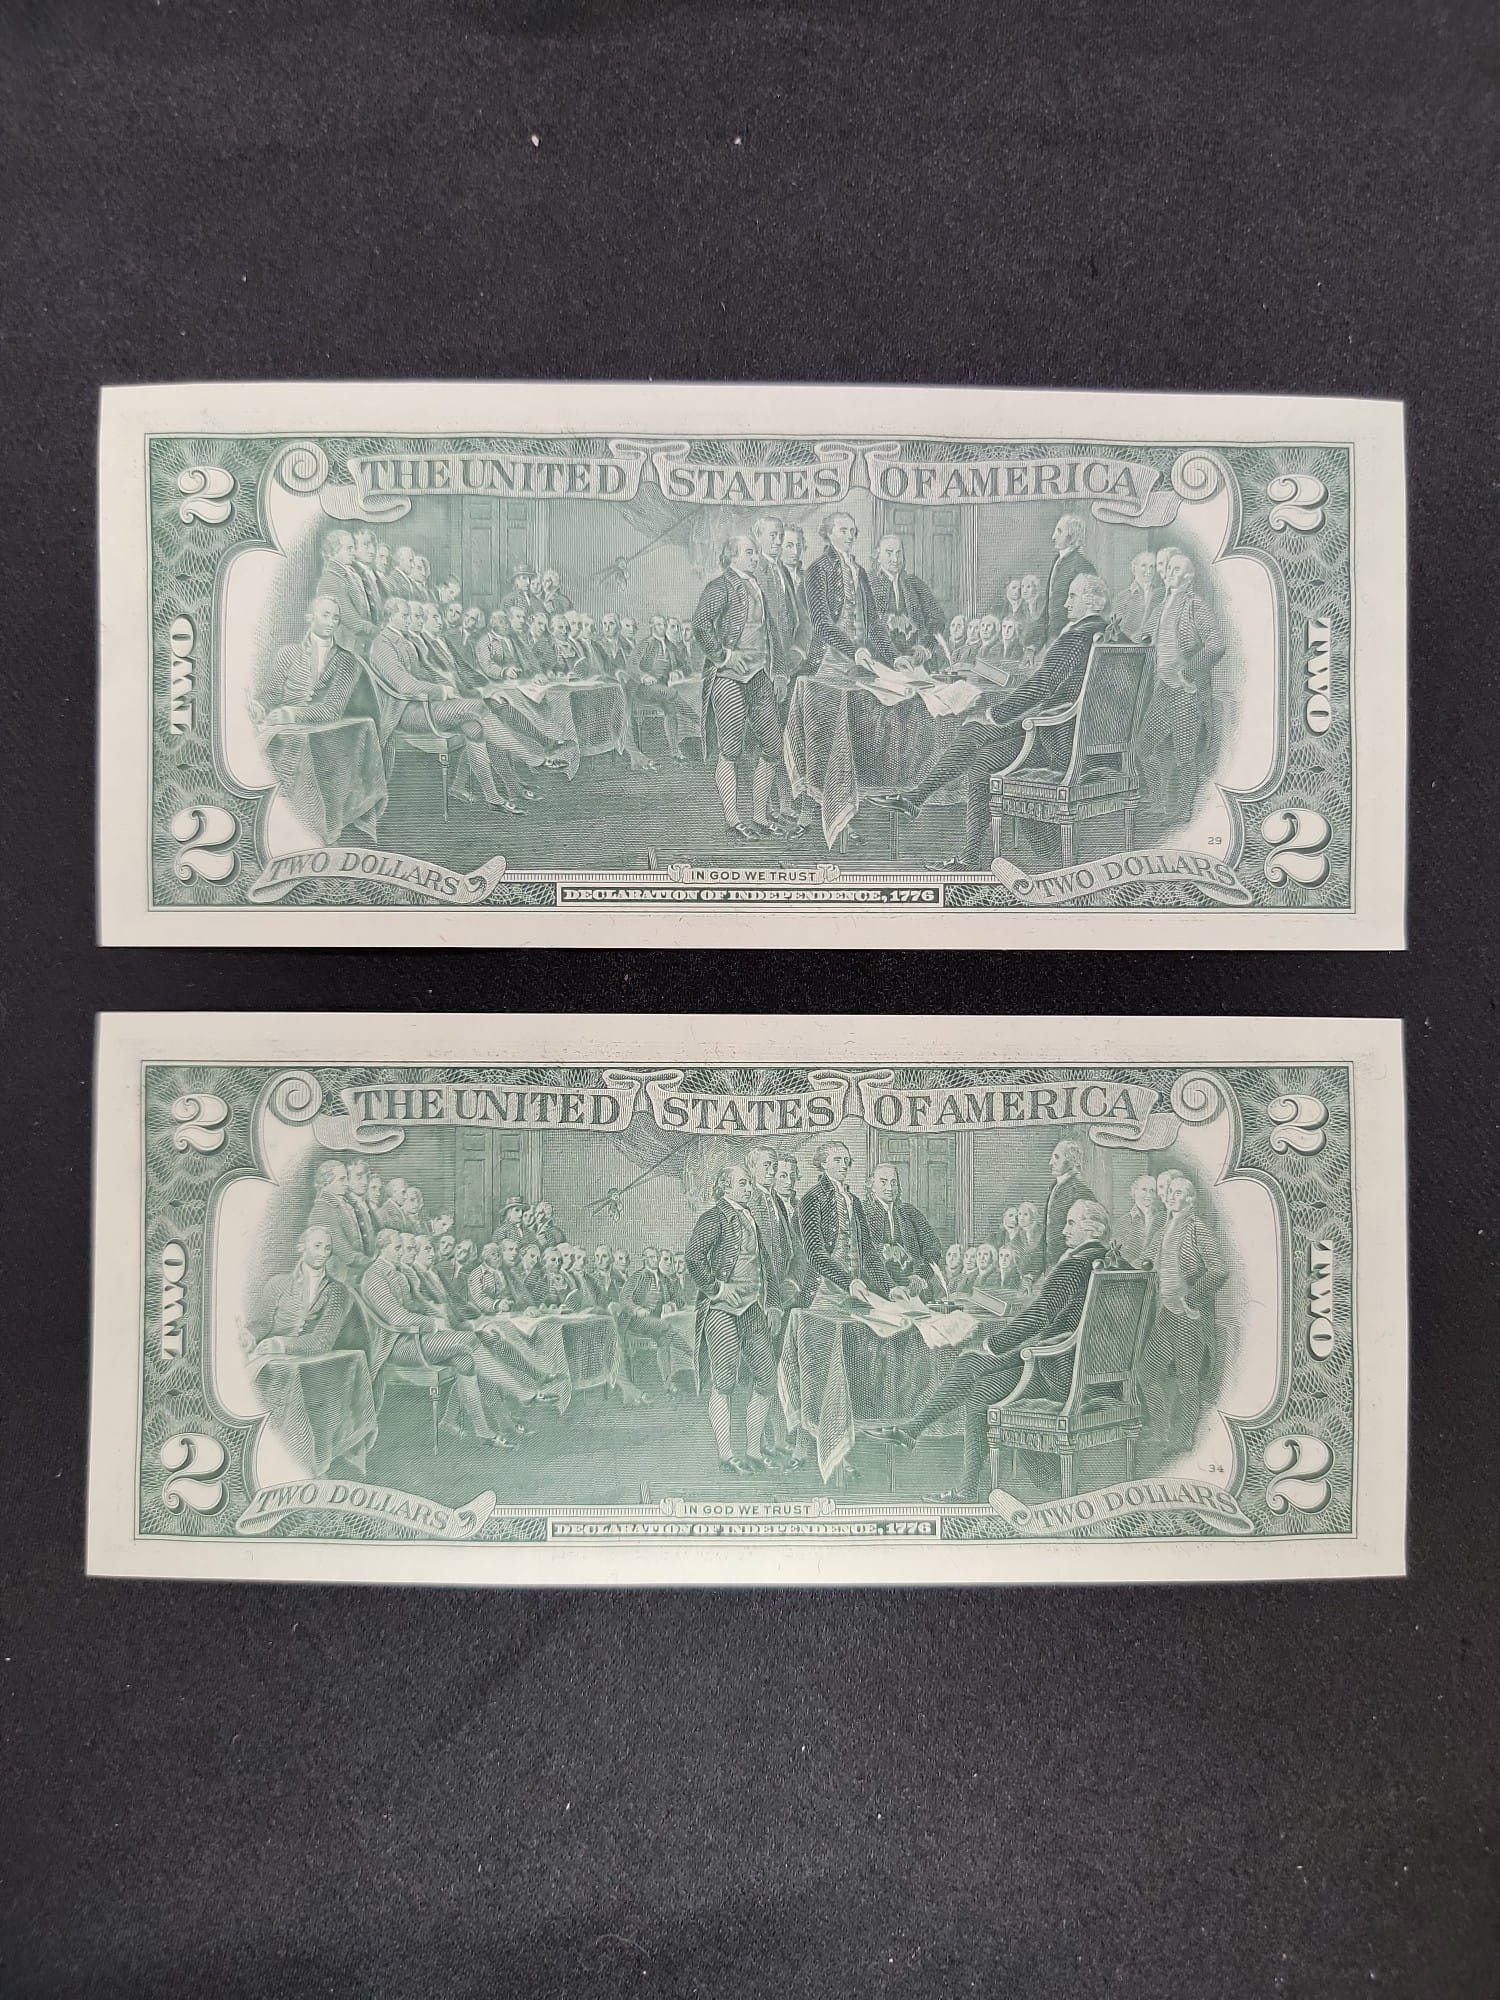 2 THE UNITED STATES OF AMERICA 2
TWO
TWO
29
2 TWO DOLLARS IN GOD WE TRUST TWO DOLLARS 2
DECLARATION OF INDEPENDENCE, 1776
2 THE UNITED STATES OF AMERICA 2
TWO
TWO
34
2 TWO DOLLARS IN GOD WE TRUST TWO DOLLARS 2
DECLARATION OF INDEPENDENCE, 1776